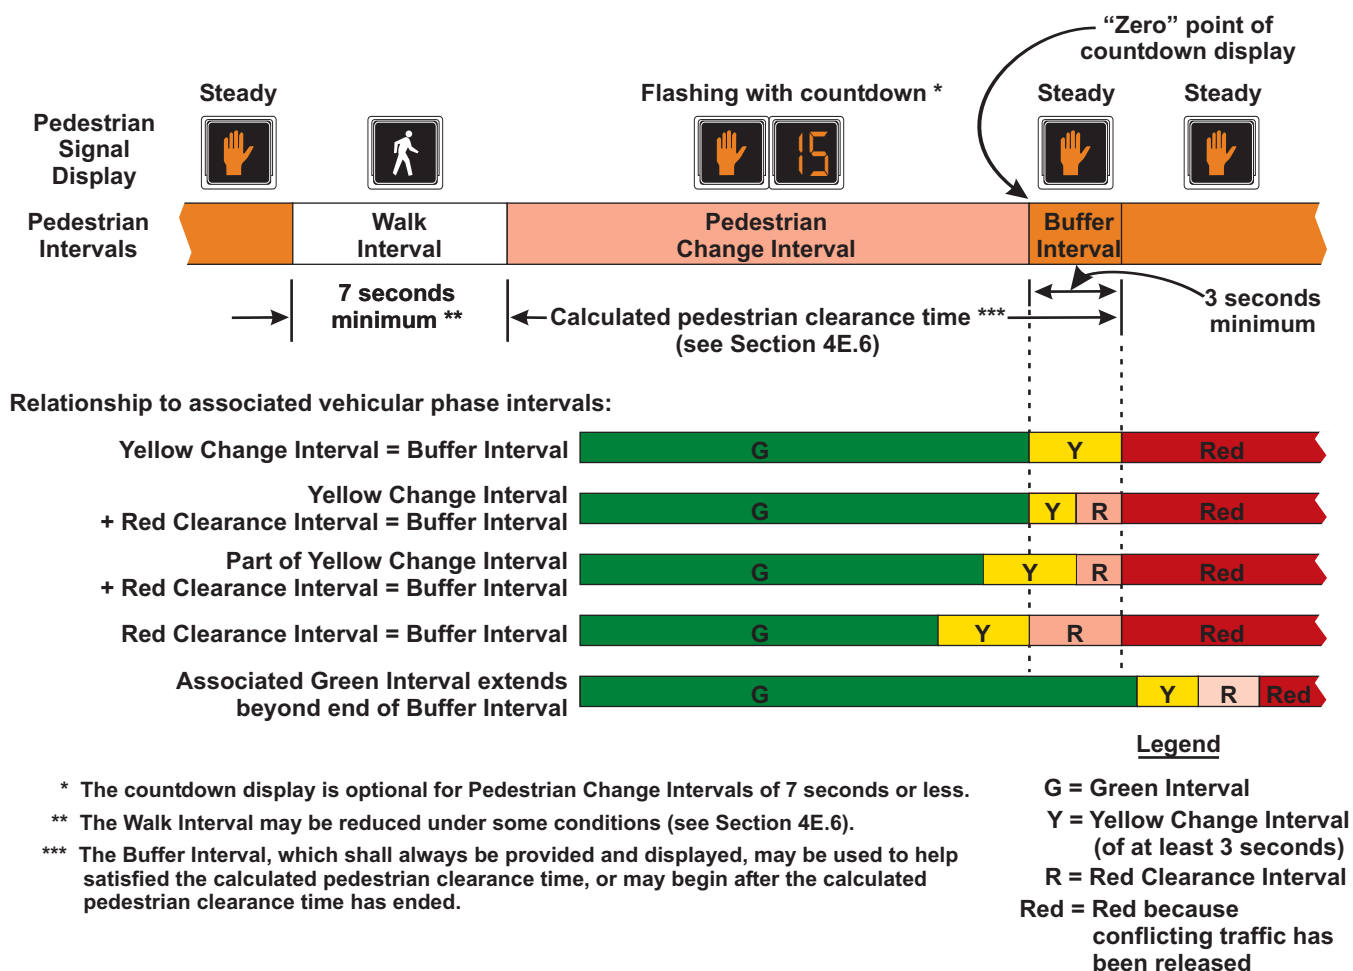 “Zero” point of
countdown display
Steady
Flashing with countdown *
Steady
Steady
Pedestrian
Signal
Display
15
Pedestrian
Intervals
Walk
Interval
Pedestrian
Change Interval
Buffer
Interval
7 seconds
minimum **
Calculated pedestrian clearance time ***
(see Section 4E.6)
3 seconds
minimum
Relationship to associated vehicular phase intervals:
Yellow Change Interval = Buffer Interval
G
Y
Red
Yellow Change Interval
+ Red Clearance Interval = Buffer Interval
G
Y
R
Red
Part of Yellow Change Interval
+ Red Clearance Interval = Buffer Interval
G
Y
R
Red
Red Clearance Interval = Buffer Interval
G
Y
R
Red
Associated Green Interval extends
beyond end of Buffer Interval
G
Y
R
Red
* The countdown display is optional for Pedestrian Change Intervals of 7 seconds or less.
** The Walk Interval may be reduced under some conditions (see Section 4E.6).
*** The Buffer Interval, which shall always be provided and displayed, may be used to help
satisfied the calculated pedestrian clearance time, or may begin after the calculated
pedestrian clearance time has ended.
Legend
G = Green Interval
Y = Yellow Change Interval
(of at least 3 seconds)
R = Red Clearance Interval
Red = Red because
conflicting traffic has
been released